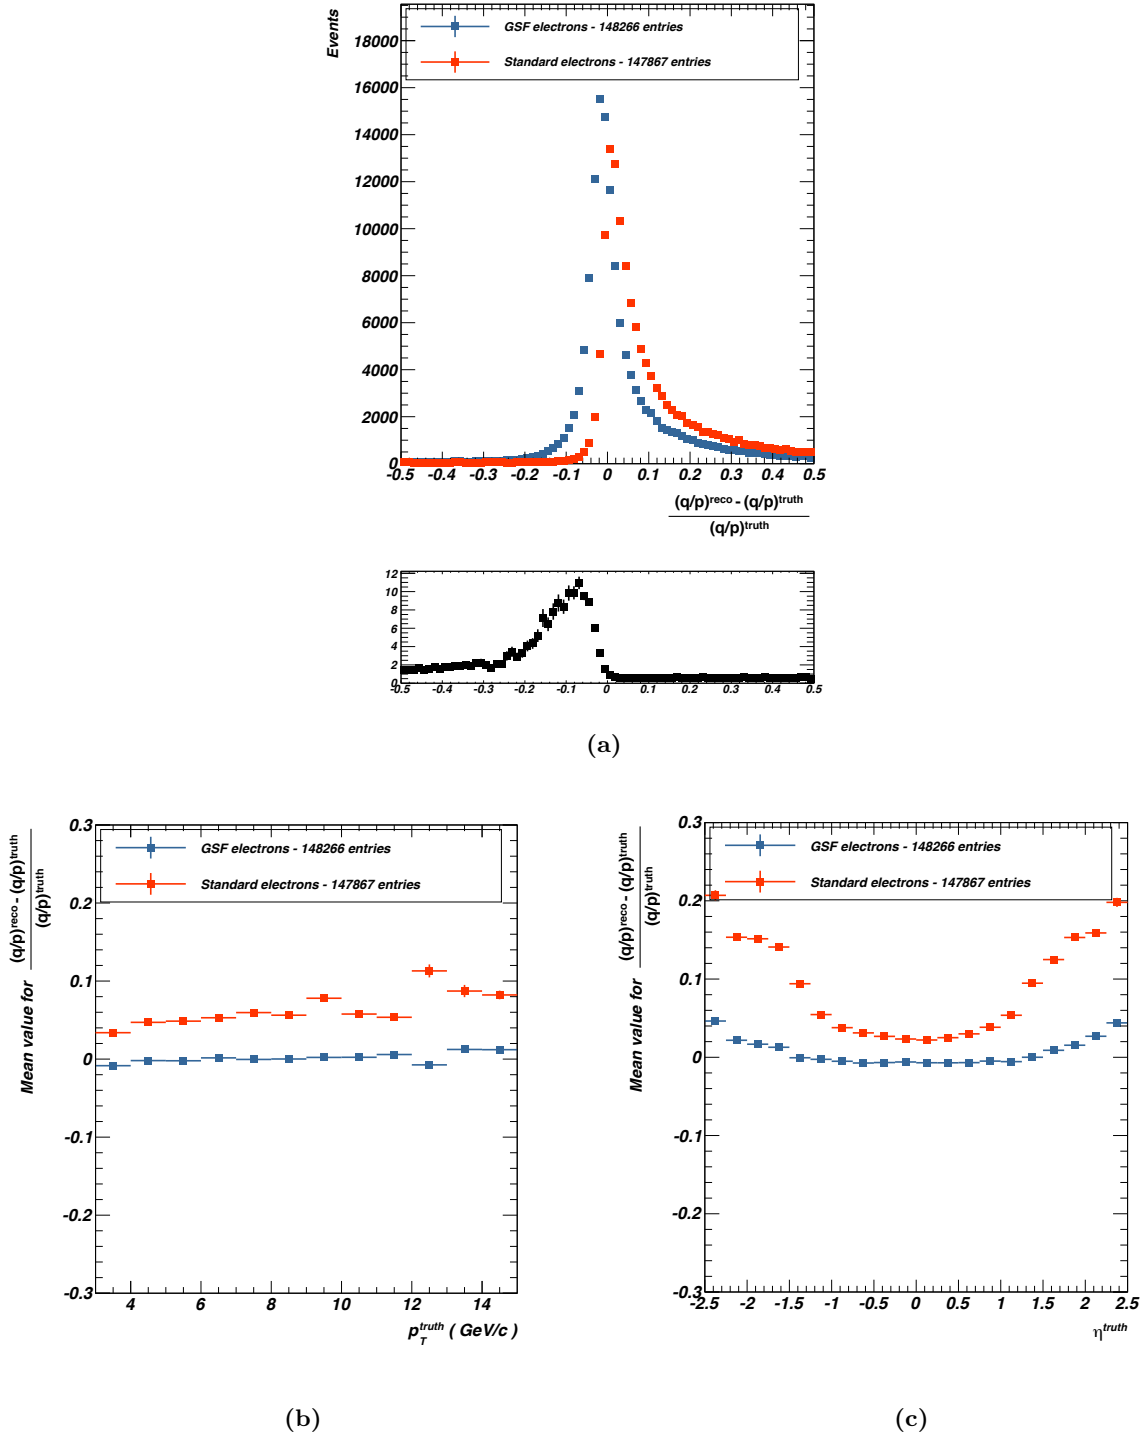 Events
GSF electrons - 148266 entries
Standard electrons - 147867 entries
18000
16000
14000
12000
10000
8000
6000
4000
2000
0
-0.5 -0.4 -0.3 -0.2 -0.1 0 0.1 0.2 0.3 0.4 0.5
(q/p)^reco - (q/p)^truth
(q/p)^truth
12
10
8
6
4
2
0
-0.5 -0.4 -0.3 -0.2 -0.1 0 0.1 0.2 0.3 0.4 0.5
(a)
Mean value for (q/p)^reco - (q/p)^truth
(q/p)^truth
GSF electrons - 148266 entries
Standard electrons - 147867 entries
0.3
0.2
0.1
0
-0.1
-0.2
-0.3
4 6 8 10 12 14
p_T^truth ( GeV/c )
(b)
Mean value for (q/p)^reco - (q/p)^truth
(q/p)^truth
GSF electrons - 148266 entries
Standard electrons - 147867 entries
0.3
0.2
0.1
0
-0.1
-0.2
-0.3
-2.5 -2 -1.5 -1 -0.5 0 0.5 1 1.5 2 2.5
η^truth
(c)